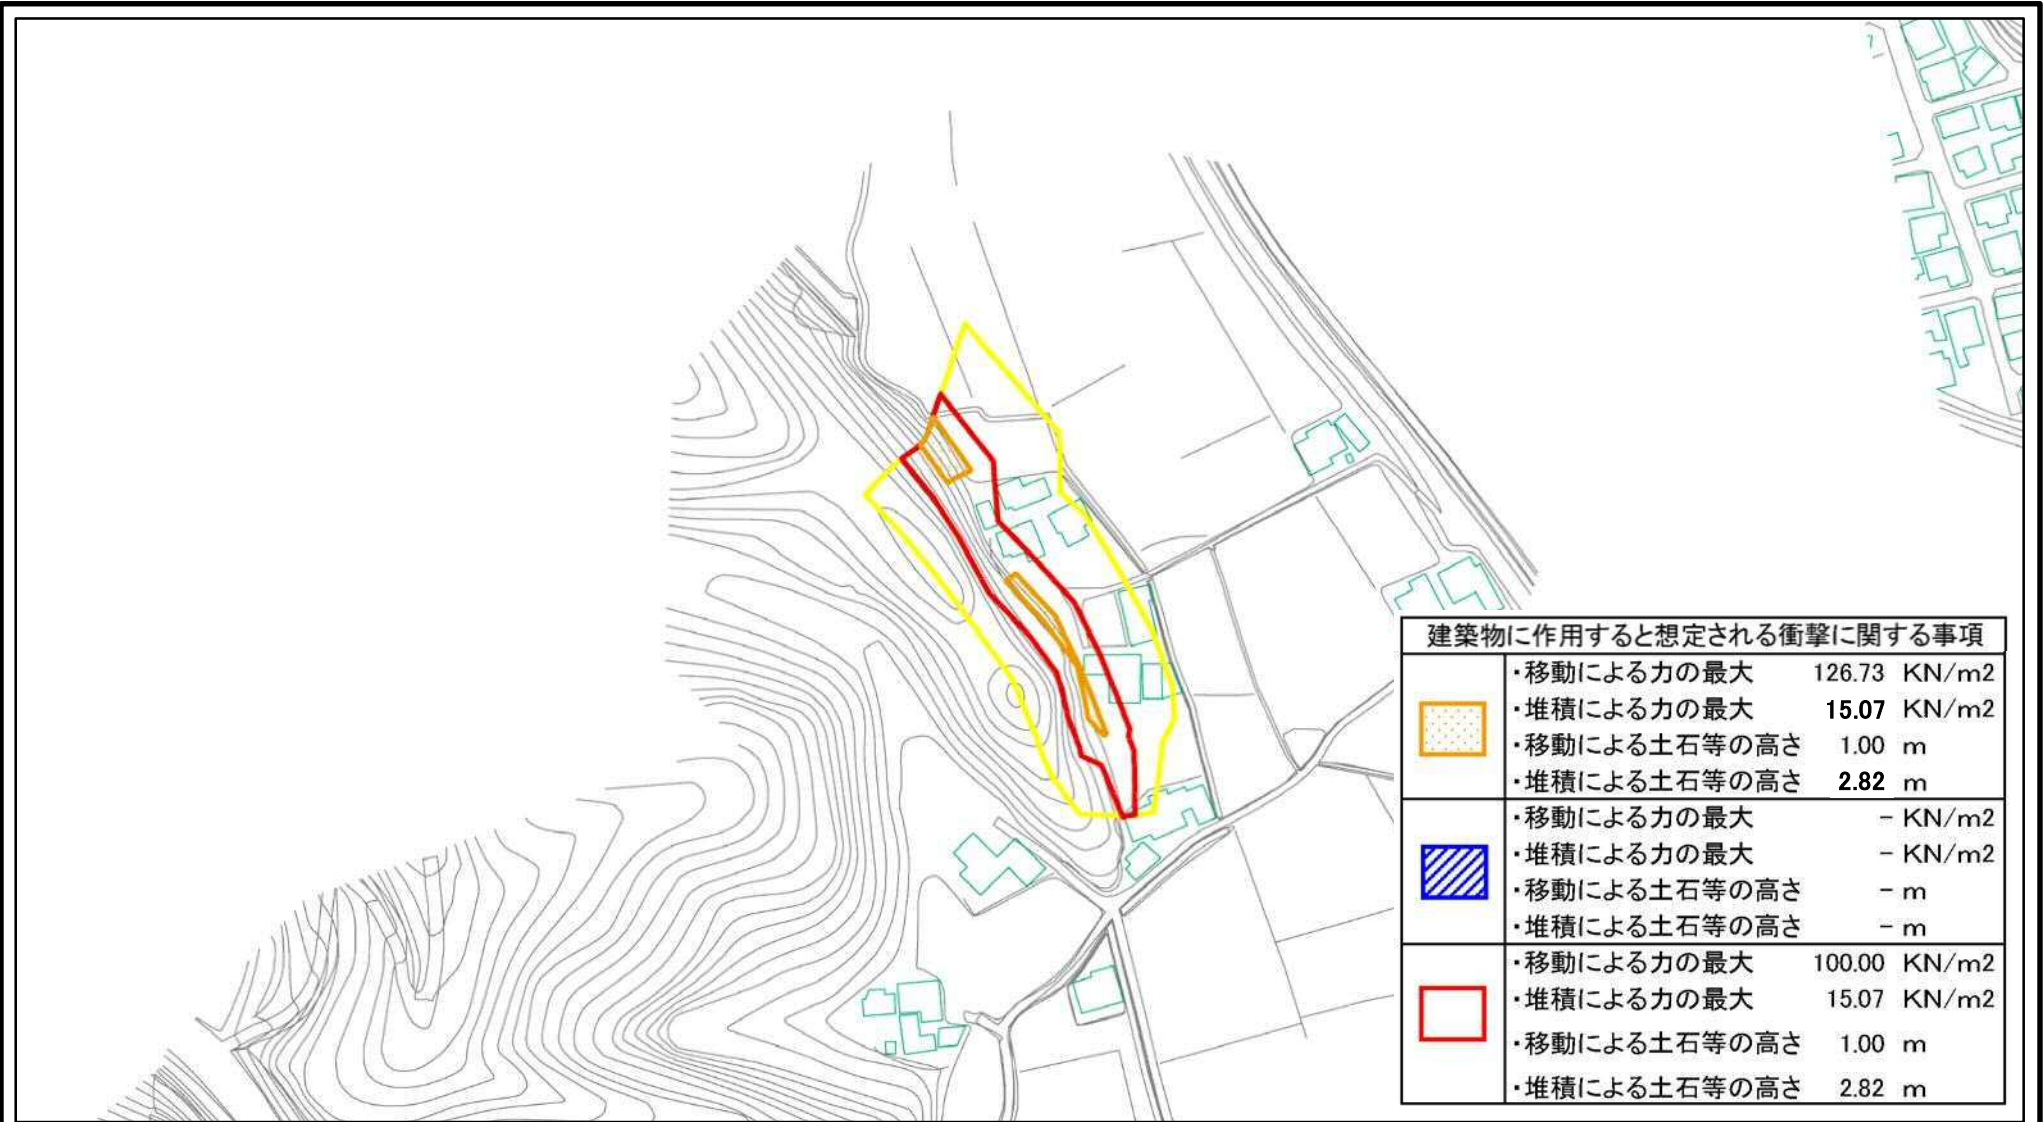 建築物に作用すると想定される衝撃に関する事項
・移動による力の最大 126.73 KN/m2
・堆積による力の最大 15.07 KN/m2
・移動による土石等の高さ 1.00 m
・堆積による土石等の高さ 2.82 m
・移動による力の最大 － KN/m2
・堆積による力の最大 － KN/m2
・移動による土石等の高さ － m
・堆積による土石等の高さ － m
・移動による力の最大 100.00 KN/m2
・堆積による力の最大 15.07 KN/m2
・移動による土石等の高さ 1.00 m
・堆積による土石等の高さ 2.82 m